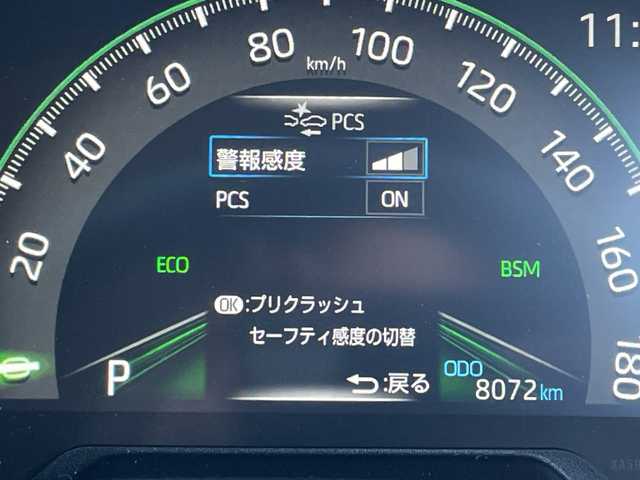 11:
80
100
km/h
60
120
PCS
40
警報感度
140
PCS ON
20
ECO
BSM
160
OK:プリクラッシュ
セーフティ感度の切替
P
:戻る
ODO
8072km
180